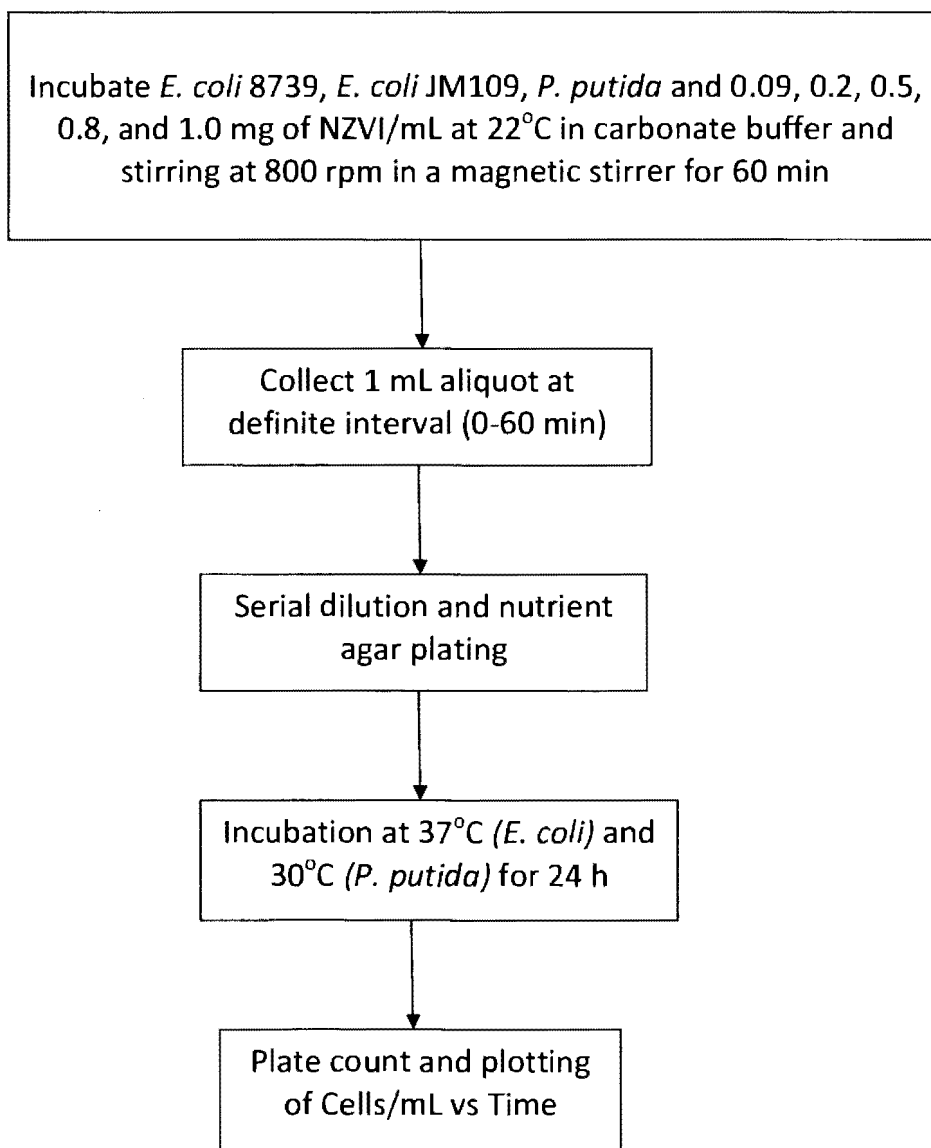 Incubate E. coli 8739, E. coli JM109, P. putida and 0.09, 0.2, 0.5,
0.8, and 1.0 mg of NZVI/mL at 22°C in carbonate buffer and
stirring at 800 rpm in a magnetic stirrer for 60 min
Collect 1 mL aliquot at
definite interval (0-60 min)
Serial dilution and nutrient
agar plating
Incubation at 37°C (E. coli) and
30°C (P. putida) for 24 h
Plate count and plotting
of Cells/mL vs Time